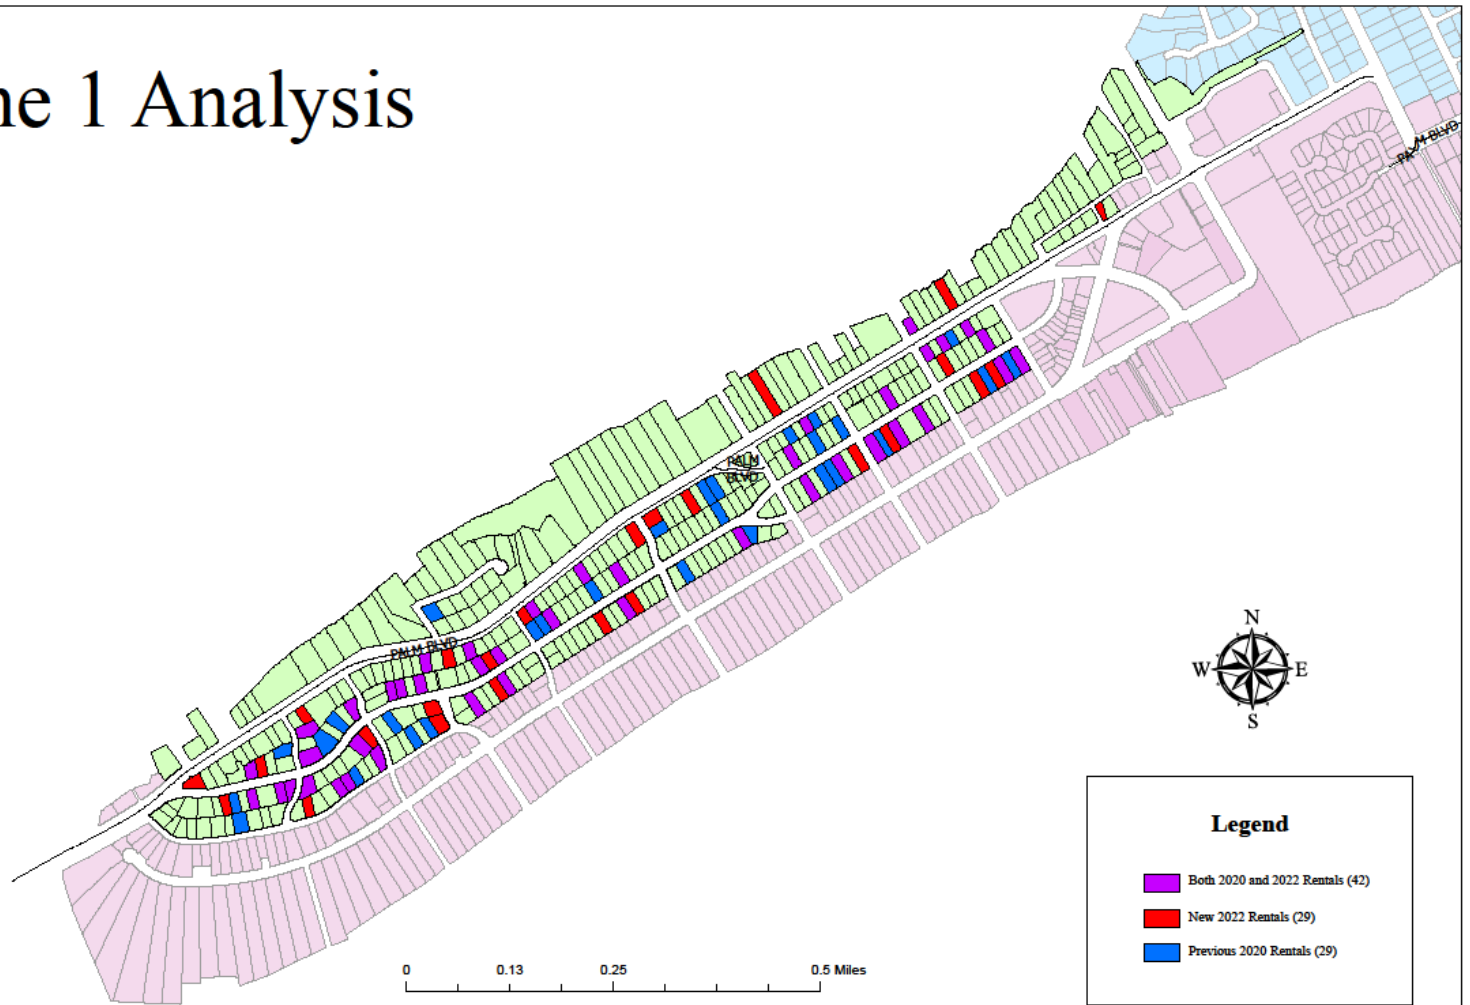 ne 1 Analysis
PALM BLVD
PALM
BLVD
PALM BLVD
N
W E
S
Legend
Both 2020 and 2022 Rentals (42)
New 2022 Rentals (29)
Previous 2020 Rentals (29)
0 0.13 0.25 0.5 Miles